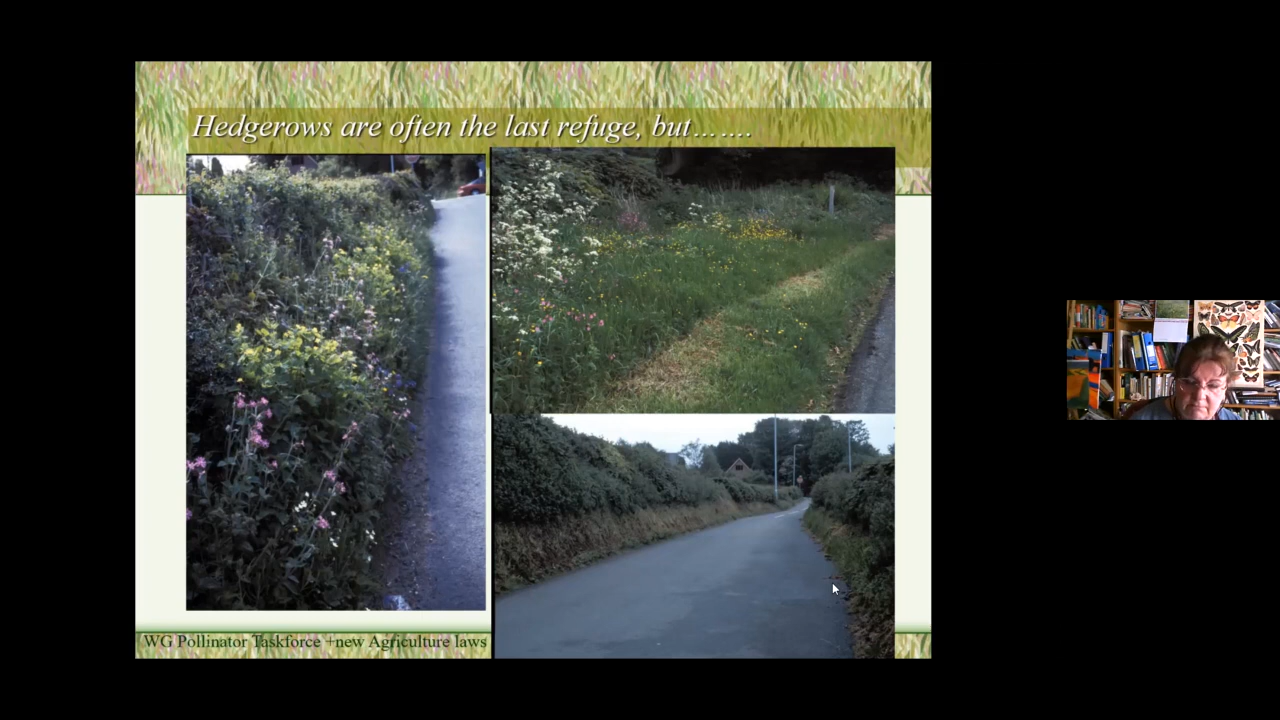 Hedgerows are often the last refuge, but…….
WG Pollinator Taskforce +new Agriculture laws